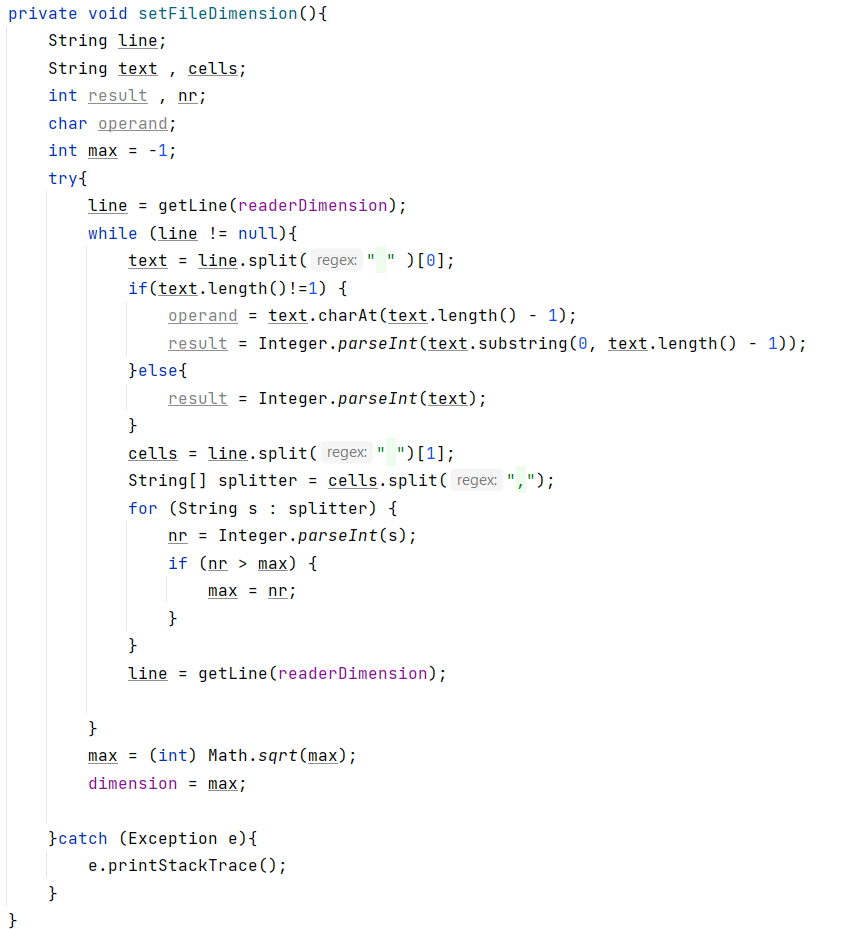 private void setFileDimension(){
    String line;
    String text , cells;
    int result , nr;
    char operand;
    int max = -1;
    try{
        line = getLine(readerDimension);
        while (line != null){
            text = line.split( regex: " " )[0];
            if(text.length()!=1) {
                operand = text.charAt(text.length() - 1);
                result = Integer.parseInt(text.substring(0, text.length() - 1));
            }else{
                result = Integer.parseInt(text);
            }
            cells = line.split( regex: " ")[1];
            String[] splitter = cells.split( regex: ",");
            for (String s : splitter) {
                nr = Integer.parseInt(s);
                if (nr > max) {
                    max = nr;
                }
            }
            line = getLine(readerDimension);

        }
        max = (int) Math.sqrt(max);
        dimension = max;

    }catch (Exception e){
        e.printStackTrace();
    }
}